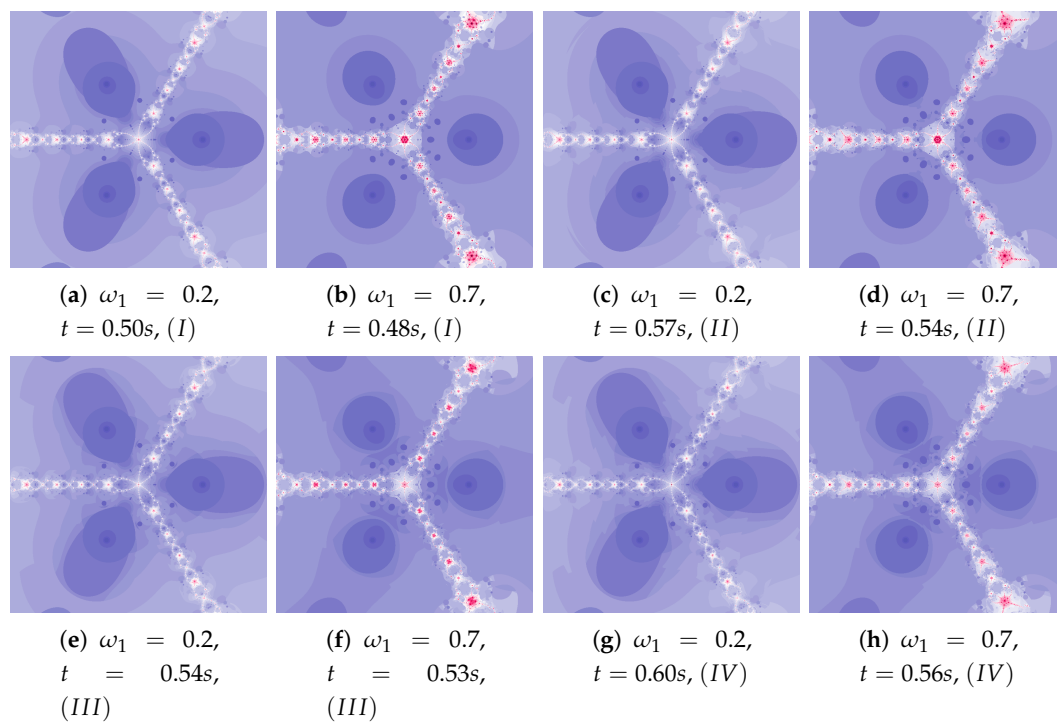 (a) ω₁ = 0.2,
t = 0.50s, (I)
(b) ω₁ = 0.7,
t = 0.48s, (I)
(c) ω₁ = 0.2,
t = 0.57s, (II)
(d) ω₁ = 0.7,
t = 0.54s, (II)
(e) ω₁ = 0.2,
t = 0.54s,
(III)
(f) ω₁ = 0.7,
t = 0.53s,
(III)
(g) ω₁ = 0.2,
t = 0.60s, (IV)
(h) ω₁ = 0.7,
t = 0.56s, (IV)